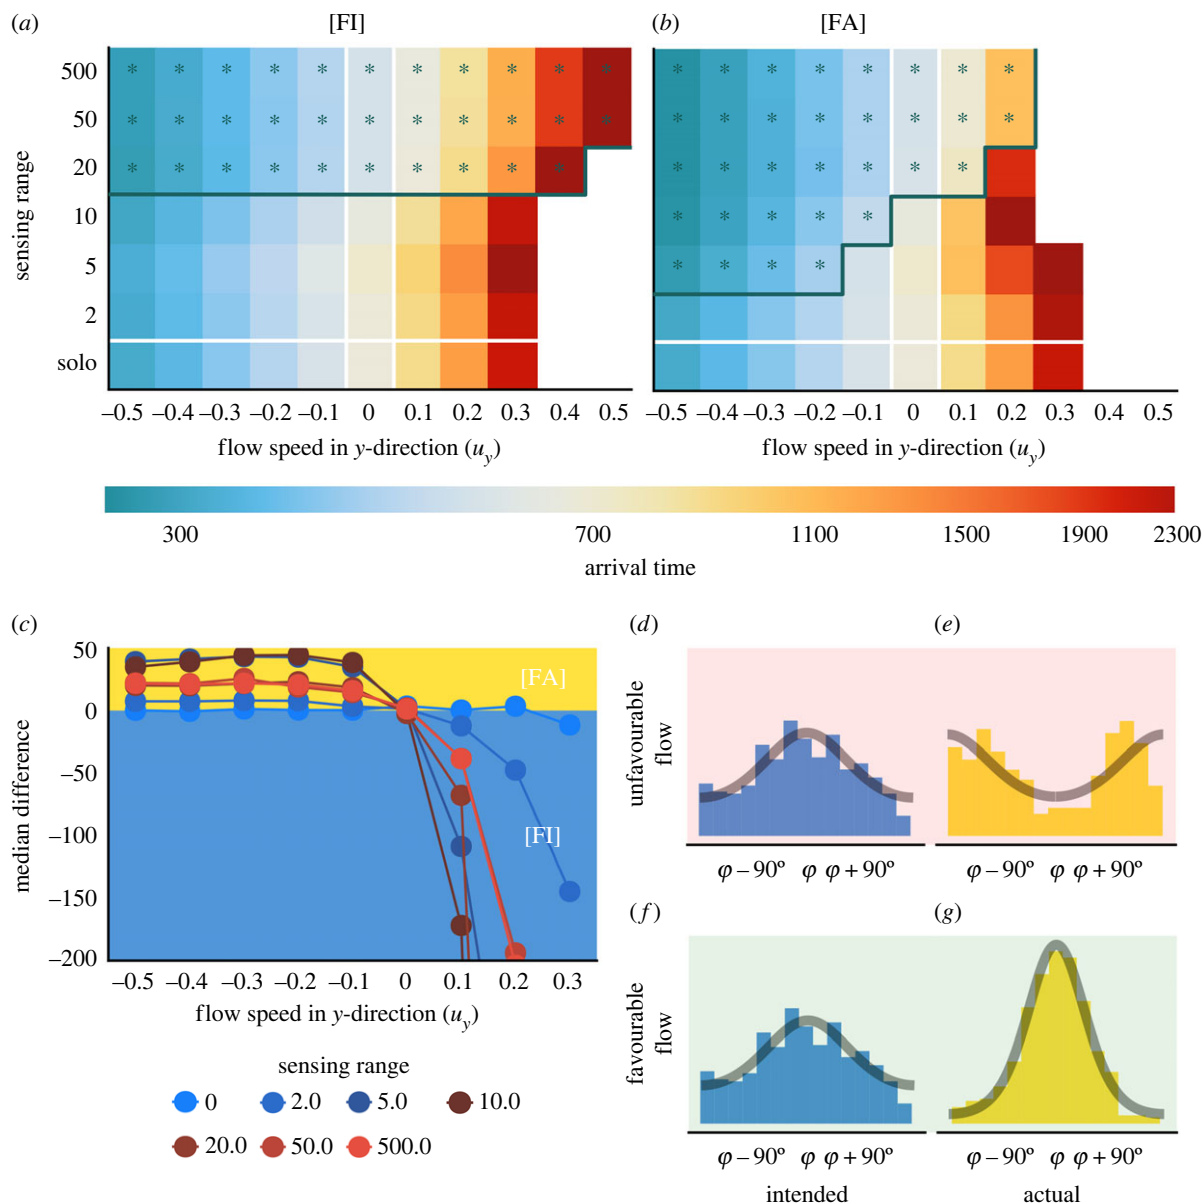 (a) [FI] (b) [FA]
sensing range
500
50
20
10
5
2
solo
* * * * * * * * * * *
* * * * * * * * * * *
* * * * * * * * * *
* * * * * * * *
* * * * * * * *
* * * * * * *
* * * * *
* * * *
–0.5 –0.4 –0.3 –0.2 –0.1 0 0.1 0.2 0.3 0.4 0.5
flow speed in y-direction (u_y)
–0.5 –0.4 –0.3 –0.2 –0.1 0 0.1 0.2 0.3 0.4 0.5
flow speed in y-direction (u_y)
300 700 1100 1500 1900 2300
arrival time
(c)
median difference
50
0
–50
–100
–150
–200
[FA]
[FI]
–0.5 –0.4 –0.3 –0.2 –0.1 0 0.1 0.2 0.3
flow speed in y-direction (u_y)
sensing range
0 2.0 5.0 10.0
20.0 50.0 500.0
(d) (e)
unfavourable
flow
φ – 90° φ φ + 90°
φ – 90° φ φ + 90°
(f) (g)
favourable
flow
φ – 90° φ φ + 90°
φ – 90° φ φ + 90°
intended actual